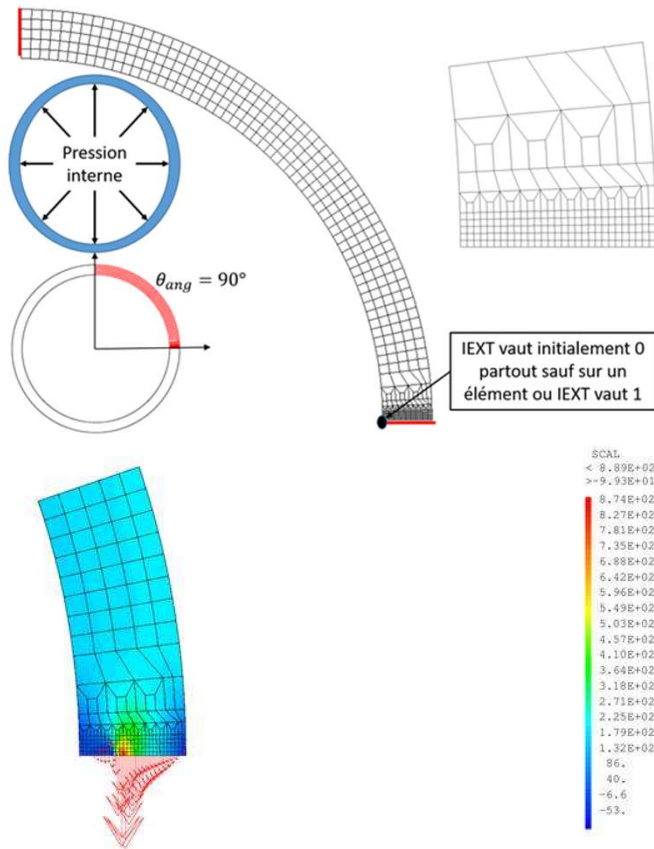 Pression
interne
θ_ang = 90°
IEXT vaut initialement 0
partout sauf sur un
élément ou IEXT vaut 1
SCAL
< 8.89E+02
>-9.93E+01
8.74E+02
8.27E+02
7.81E+02
7.35E+02
6.88E+02
6.42E+02
5.96E+02
5.49E+02
5.03E+02
4.57E+02
4.10E+02
3.64E+02
3.18E+02
2.71E+02
2.25E+02
1.79E+02
1.32E+02
86.
40.
-6.6
-53.